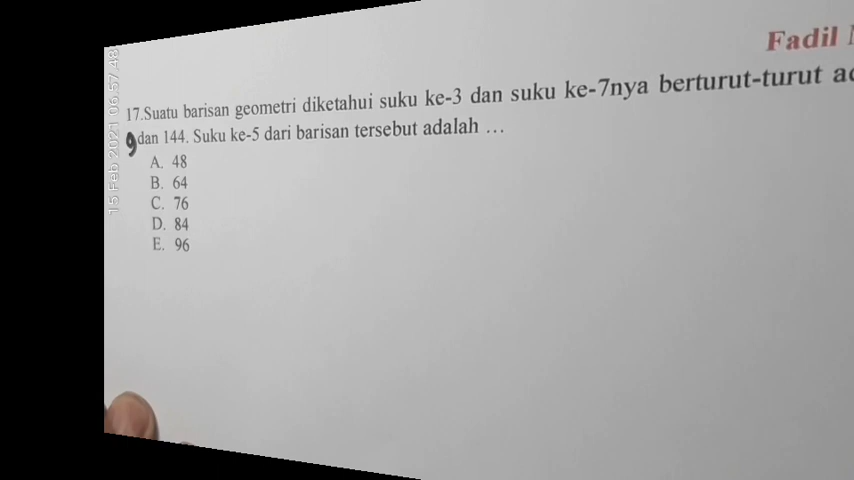 Fadil
17.Suatu barisan geometri diketahui suku ke-3 dan suku ke-7nya berturut-turut
9 dan 144. Suku ke-5 dari barisan tersebut adalah …
A. 48
B. 64
C. 76
D. 84
E. 96
15 Feb 2021 06.57.48